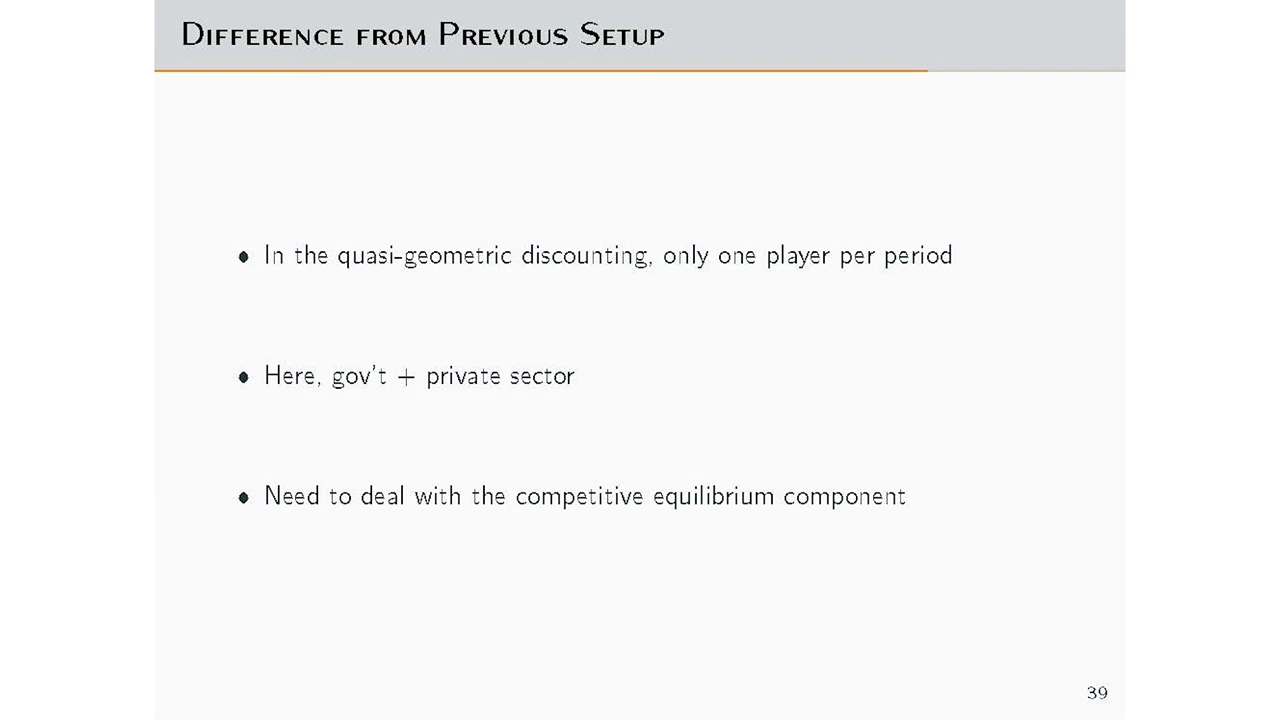 Difference from Previous Setup
• In the quasi-geometric discounting, only one player per period
• Here, gov't + private sector
• Need to deal with the competitive equilibrium component
39